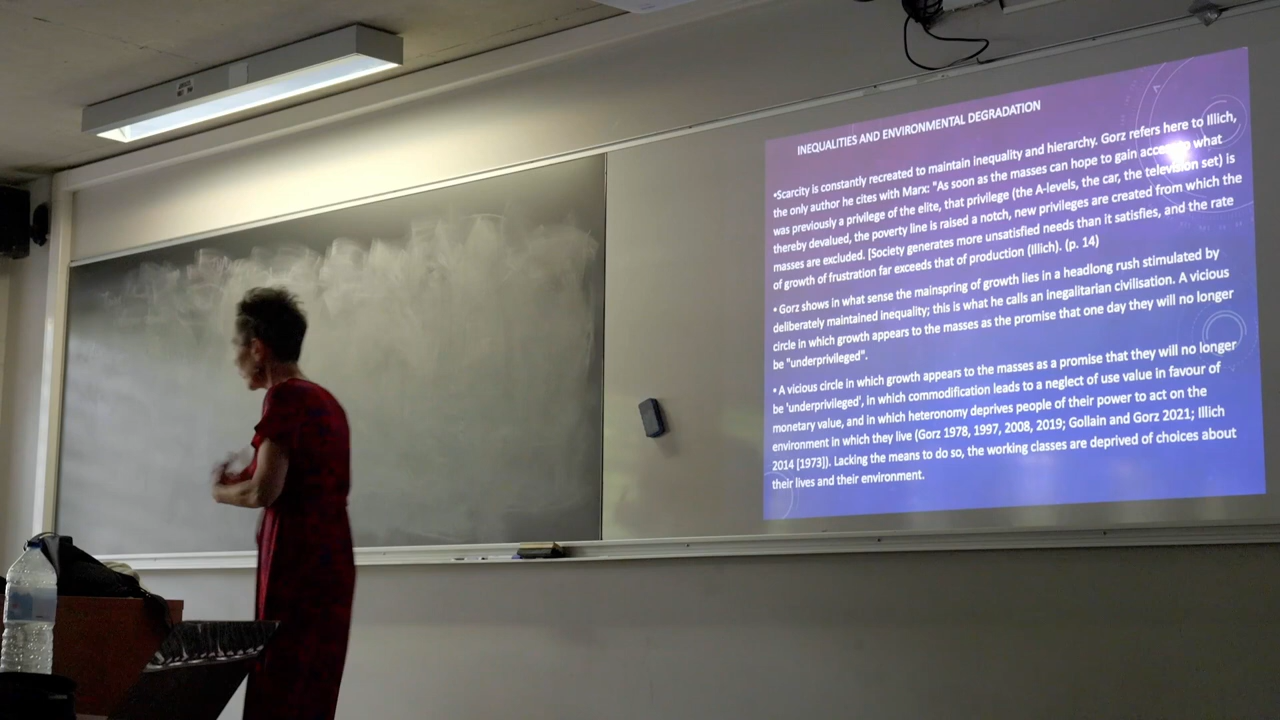 INEQUALITIES AND ENVIRONMENTAL DEGRADATION
•Scarcity is constantly recreated to maintain inequality and hierarchy. Gorz refers here to Illich,
the only author he cites with Marx: "As soon as the masses can hope to gain access to what
was previously a privilege of the elite, that privilege (the A-levels, the car, the television set) is
thereby devalued, the poverty line is raised a notch, new privileges are created from which the
masses are excluded. [Society generates more unsatisfied needs than it satisfies, and the rate
of growth of frustration far exceeds that of production (Illich). (p. 14)
• Gorz shows in what sense the mainspring of growth lies in a headlong rush stimulated by
deliberately maintained inequality; this is what he calls an inegalitarian civilisation. A vicious
circle in which growth appears to the masses as the promise that one day they will no longer
be "underprivileged".
• A vicious circle in which growth appears to the masses as a promise that they will no longer
be 'underprivileged', in which commodification leads to a neglect of use value in favour of
monetary value, and in which heteronomy deprives people of their power to act on the
environment in which they live (Gorz 1978, 1997, 2008, 2019; Gollain and Gorz 2021; Illich
2014 [1973]). Lacking the means to do so, the working classes are deprived of choices about
their lives and their environment.